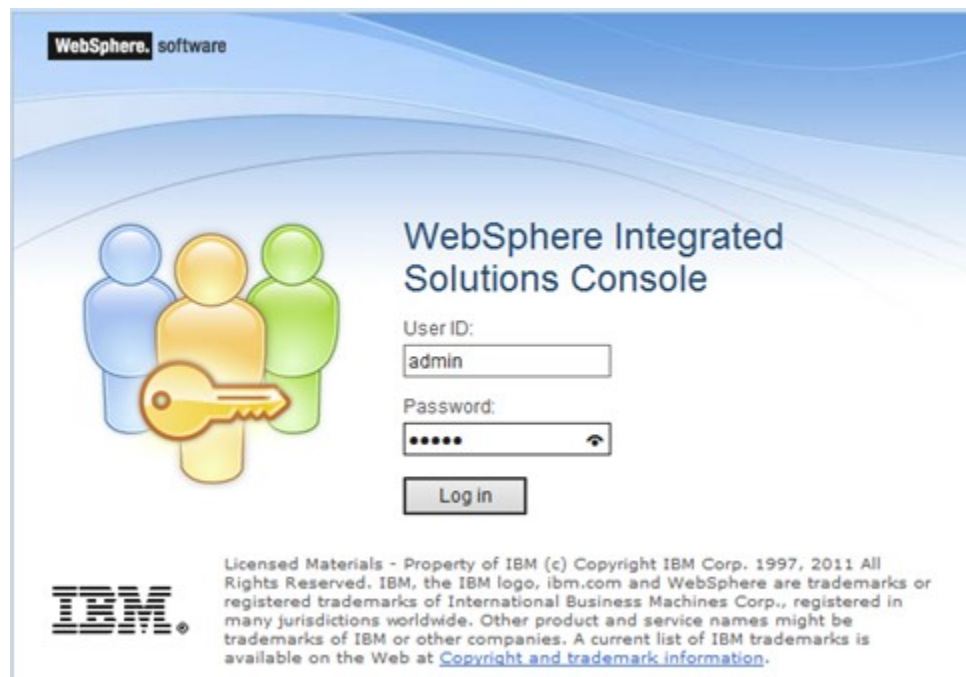 WebSphere. software
WebSphere Integrated
Solutions Console
User ID:
admin
Password:
•••••
Log in
Licensed Materials - Property of IBM (c) Copyright IBM Corp. 1997, 2011 All
Rights Reserved. IBM, the IBM logo, ibm.com and WebSphere are trademarks or
registered trademarks of International Business Machines Corp., registered in
many jurisdictions worldwide. Other product and service names might be
trademarks of IBM or other companies. A current list of IBM trademarks is
available on the Web at Copyright and trademark information.
IBM.